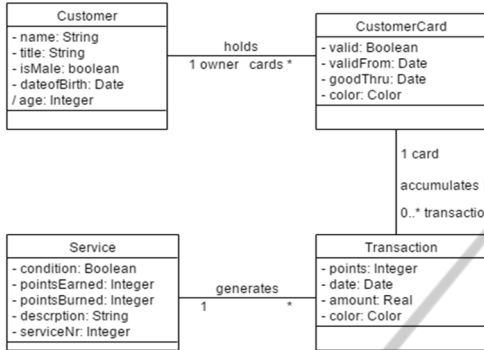 Customer
- name: String
- title: String
- isMale: boolean
- dateofBirth: Date
/ age: Integer
holds
1 owner cards *
CustomerCard
- valid: Boolean
- validFrom: Date
- goodThru: Date
- color: Color
1 card
accumulates
0..* transactio
Service
- condition: Boolean
- pointsEarned: Integer
- pointsBurned: Integer
- descrption: String
- serviceNr: Integer
generates
1 *
Transaction
- points: Integer
- date: Date
- amount: Real
- color: Color